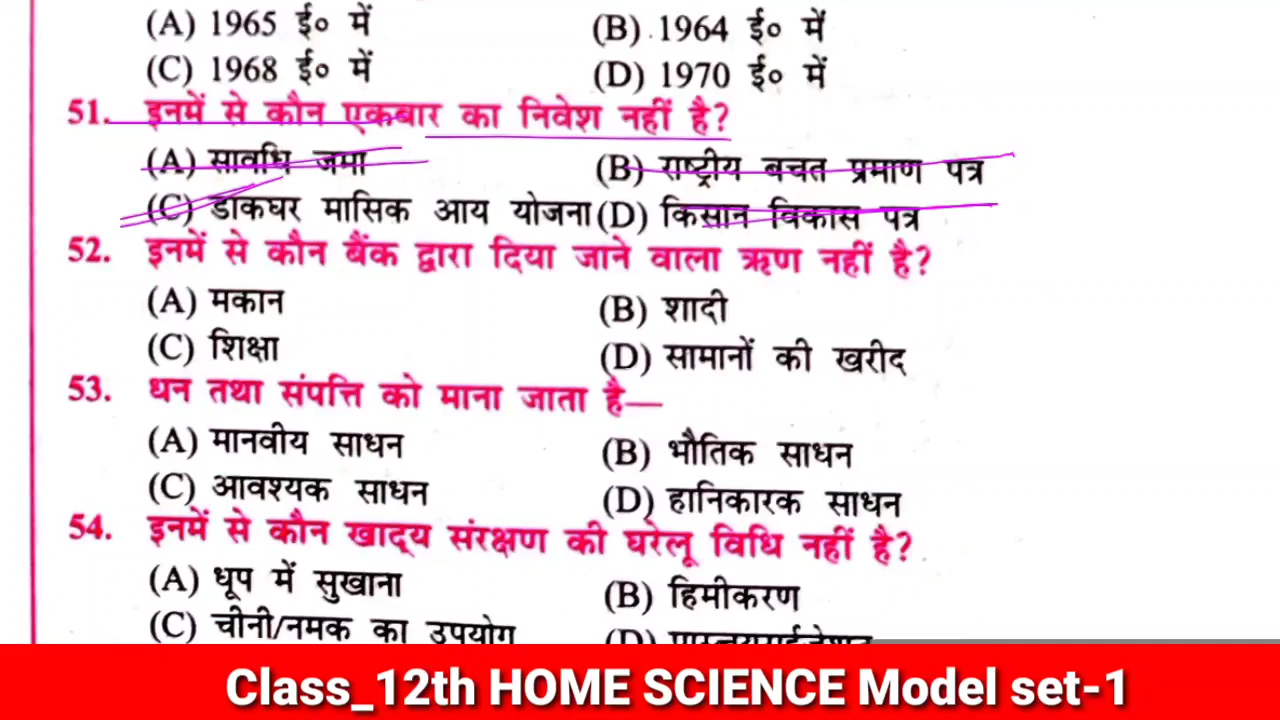 (A) 1965 ई० में (B) 1964 ई० में
(C) 1968 ई० में (D) 1970 ई० में
51. इनमें से कौन एकबार का निवेश नहीं है?
(A) सावधि जमा (B) राष्ट्रीय बचत प्रमाण पत्र
(C) डाकघर मासिक आय योजना (D) किसान विकास पत्र
52. इनमें से कौन बैंक द्वारा दिया जाने वाला ऋण नहीं है?
(A) मकान (B) शादी
(C) शिक्षा (D) सामानों की खरीद
53. धन तथा संपत्ति को माना जाता है—
(A) मानवीय साधन (B) भौतिक साधन
(C) आवश्यक साधन (D) हानिकारक साधन
54. इनमें से कौन खाद्य संरक्षण की घरेलू विधि नहीं है?
(A) धूप में सुखाना (B) हिमीकरण
(C) चीनी/नमक का उपयोग (D)
Class_12th HOME SCIENCE Model set-1